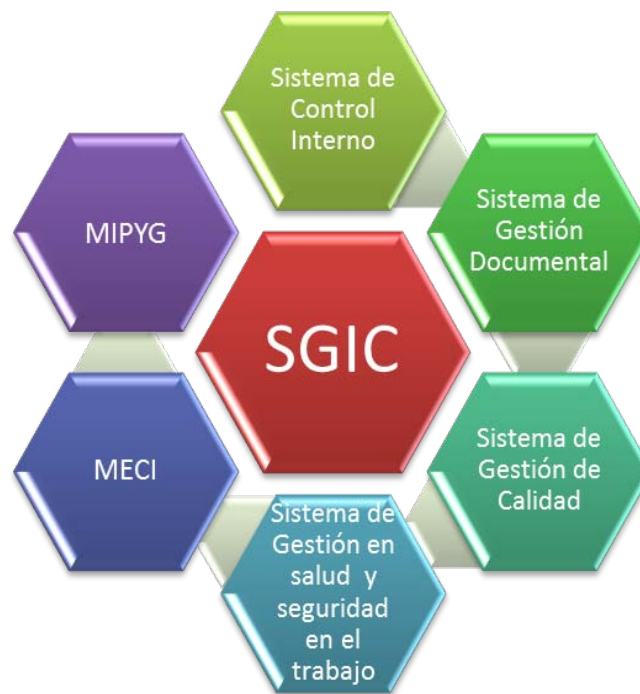 Sistema de
Control
Interno
Sistema de
Gestión
Documental
Sistema de
Gestión de
Calidad
Sistema de
Gestión en
salud y
seguridad
en el
trabajo
MECI
MIPYG
SGIC